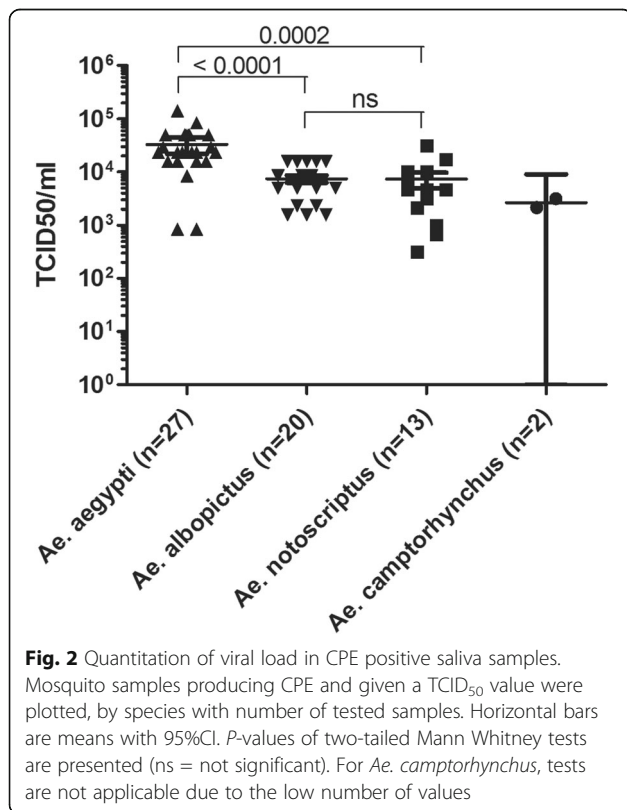 0.0002
< 0.0001
ns
10⁶
10⁵
10⁴
10³
10²
10¹
10⁰
TCID50/ml
Ae. aegypti (n=27)
Ae. albopictus (n=20)
Ae. notoscriptus (n=13)
Ae. camptorhynchus (n=2)
Fig. 2 Quantitation of viral load in CPE positive saliva samples.
Mosquito samples producing CPE and given a TCID₅₀ value were
plotted, by species with number of tested samples. Horizontal bars
are means with 95%CI. P-values of two-tailed Mann Whitney tests
are presented (ns = not significant). For Ae. camptorhynchus, tests
are not applicable due to the low number of values